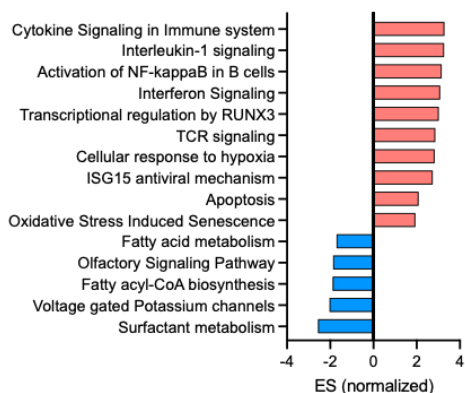 Cytokine Signaling in Immune system
Interleukin-1 signaling
Activation of NF-kappaB in B cells
Interferon Signaling
Transcriptional regulation by RUNX3
TCR signaling
Cellular response to hypoxia
ISG15 antiviral mechanism
Apoptosis
Oxidative Stress Induced Senescence
Fatty acid metabolism
Olfactory Signaling Pathway
Fatty acyl-CoA biosynthesis
Voltage gated Potassium channels
Surfactant metabolism
-4 -2 0 2 4
ES (normalized)